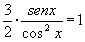 3/2 · senx/cos² x = 1